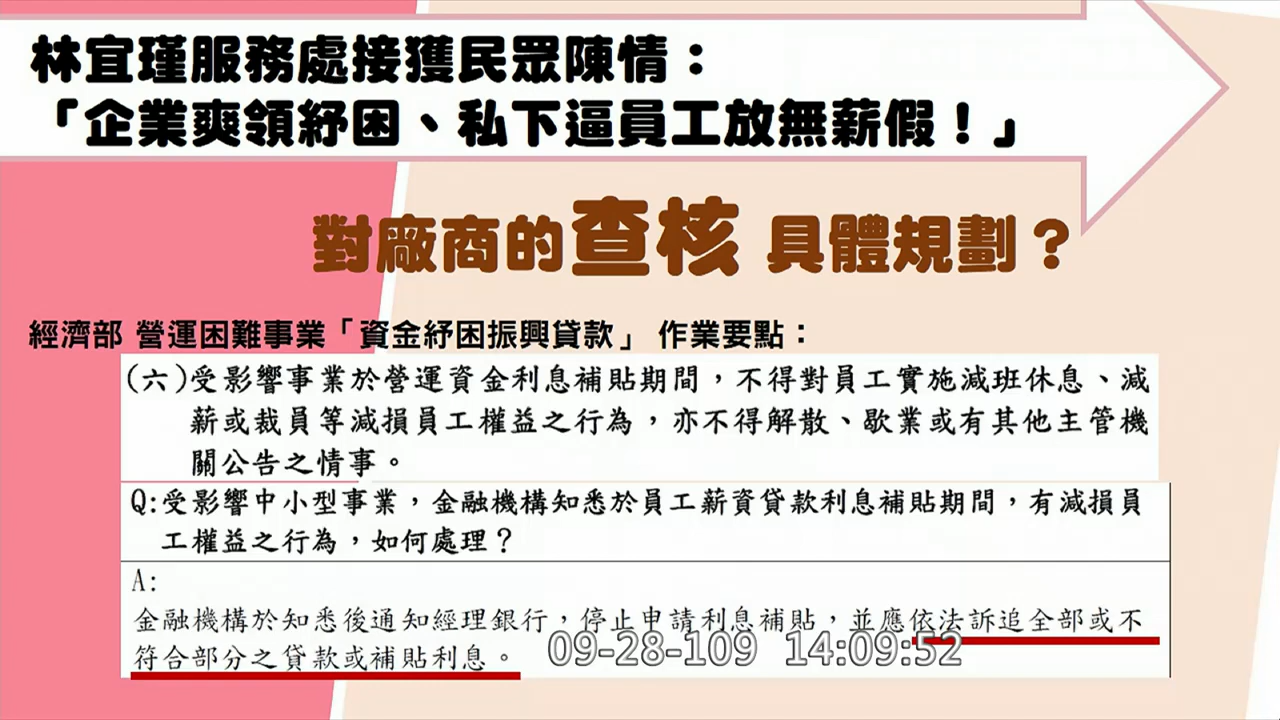 林宜瑾服務處接獲民眾陳情：
「企業爽領紓困、私下逼員工放無薪假！」
對廠商的查核 具體規劃？
經濟部 營運困難事業「資金紓困振興貸款」 作業要點：
(六)受影響事業於營運資金利息補貼期間，不得對員工實施減班休息、減
薪或裁員等減損員工權益之行為，亦不得解散、歇業或有其他主管機
關公告之情事。
Q:受影響中小型事業，金融機構知悉於員工薪資貸款利息補貼期間，有減損員
工權益之行為，如何處理？
A:
金融機構於知悉後通知經理銀行，停止申請利息補貼，並應依法訴追全部或不
符合部分之貸款或補貼利息。
09-28-109 14:09:52